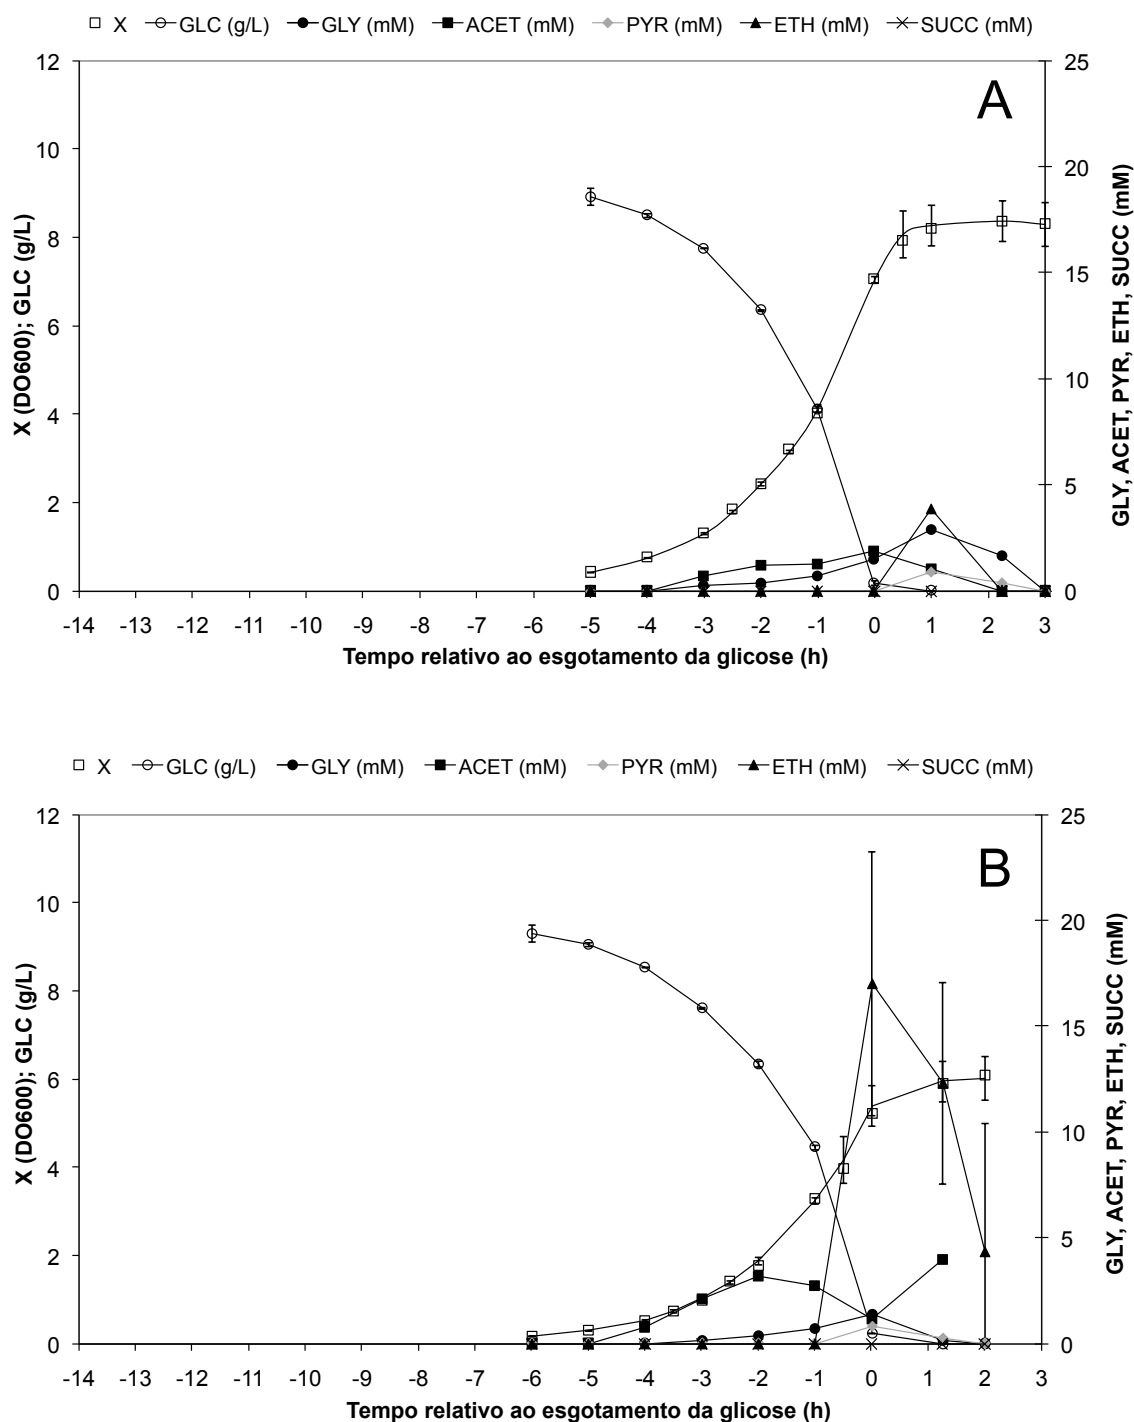 X GLC (g/L) GLY (mM) ACET (mM) PYR (mM) ETH (mM) SUCC (mM)
A
X (DO600); GLC (g/L)
12
10
8
6
4
2
0
GLY, ACET, PYR, ETH, SUCC (mM)
25
20
15
10
5
0
-14 -13 -12 -11 -10 -9 -8 -7 -6 -5 -4 -3 -2 -1 0 1 2 3
Tempo relativo ao esgotamento da glicose (h)
X GLC (g/L) GLY (mM) ACET (mM) PYR (mM) ETH (mM) SUCC (mM)
B
X (DO600); GLC (g/L)
12
10
8
6
4
2
0
GLY, ACET, PYR, ETH, SUCC (mM)
25
20
15
10
5
0
-14 -13 -12 -11 -10 -9 -8 -7 -6 -5 -4 -3 -2 -1 0 1 2 3
Tempo relativo ao esgotamento da glicose (h)